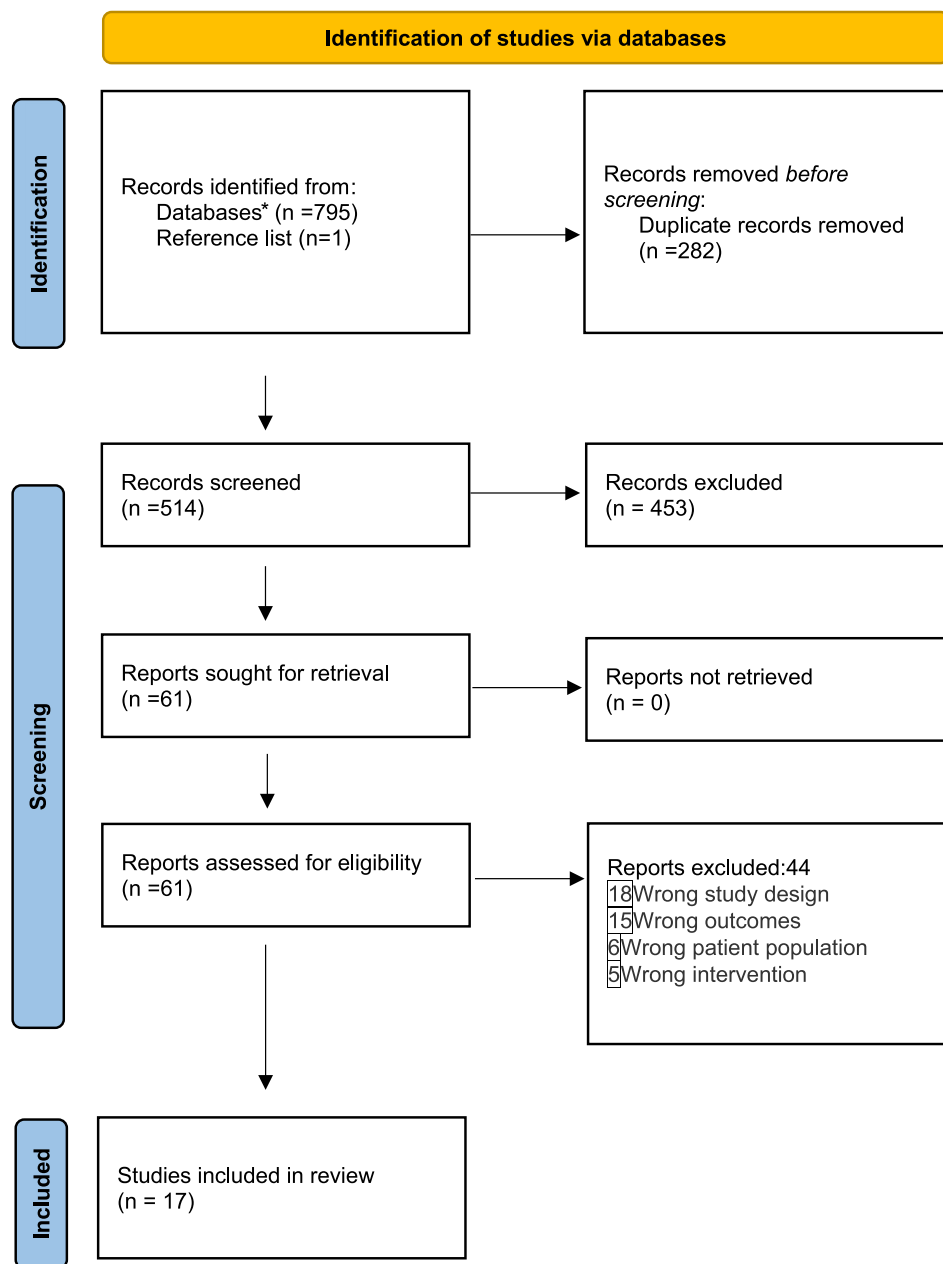 Identification of studies via databases
Identification
Records identified from:
Databases* (n =795)
Reference list (n=1)
Records removed before
screening:
Duplicate records removed
(n =282)
Screening
Records screened
(n =514)
Records excluded
(n = 453)
Reports sought for retrieval
(n =61)
Reports not retrieved
(n = 0)
Reports assessed for eligibility
(n =61)
Reports excluded:44
18Wrong study design
15Wrong outcomes
6Wrong patient population
5Wrong intervention
Included
Studies included in review
(n = 17)